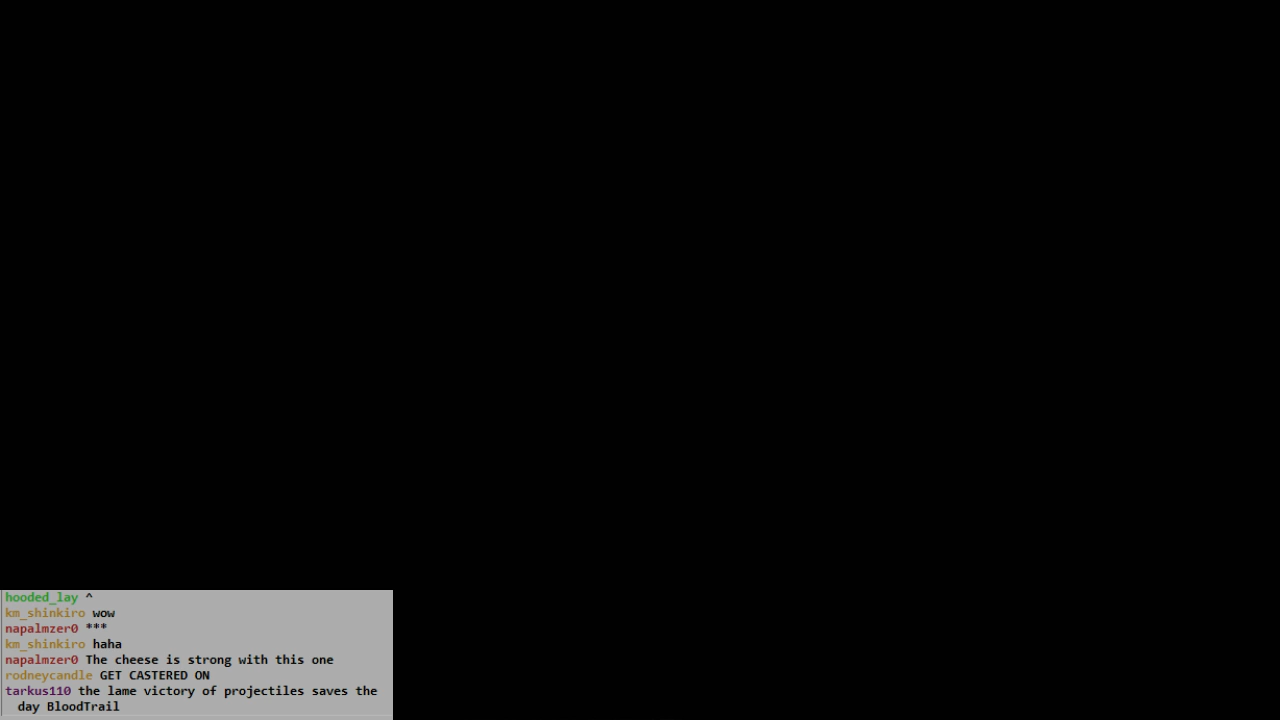 hooded_lay ^
km_shinkiro wow
napalmzer0 ***
km_shinkiro haha
napalmzer0 The cheese is strong with this one
rodneycandle GET CASTERED ON
tarkus110 the lame victory of projectiles saves the
day BloodTrail